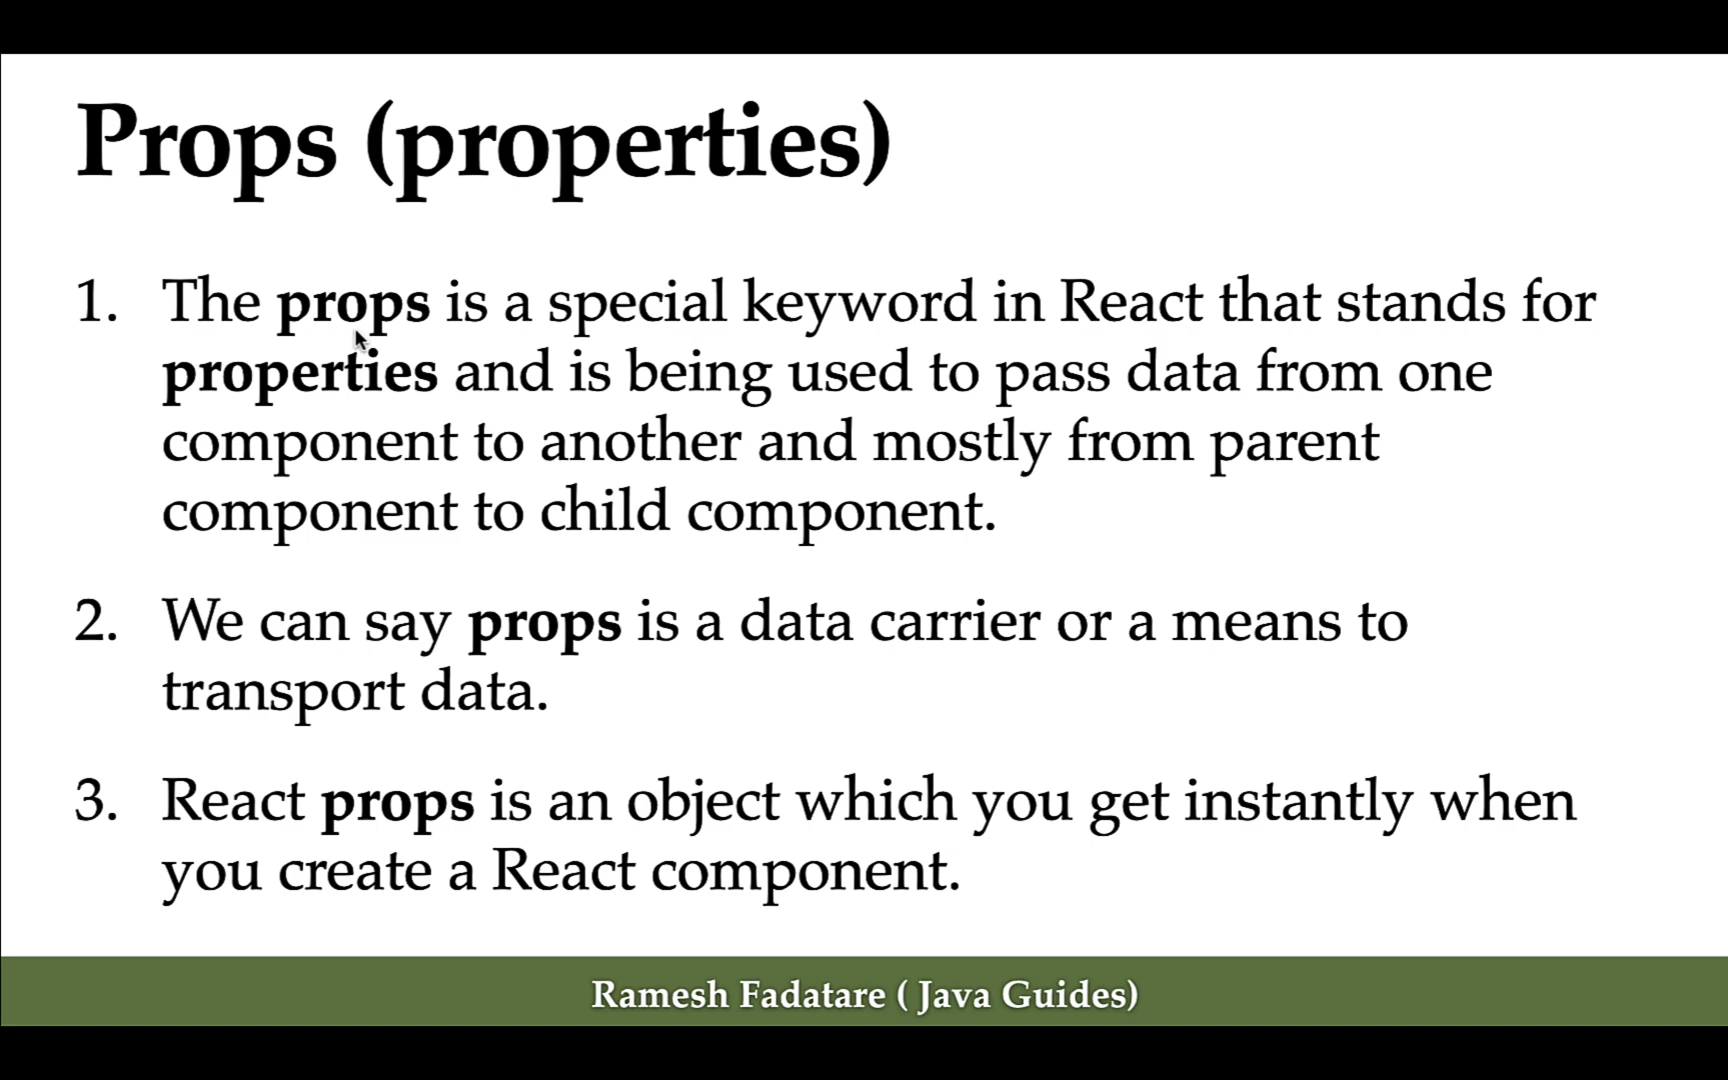 Props (properties)
1. The props is a special keyword in React that stands for
properties and is being used to pass data from one
component to another and mostly from parent
component to child component.
2. We can say props is a data carrier or a means to
transport data.
3. React props is an object which you get instantly when
you create a React component.
Ramesh Fadatare ( Java Guides)